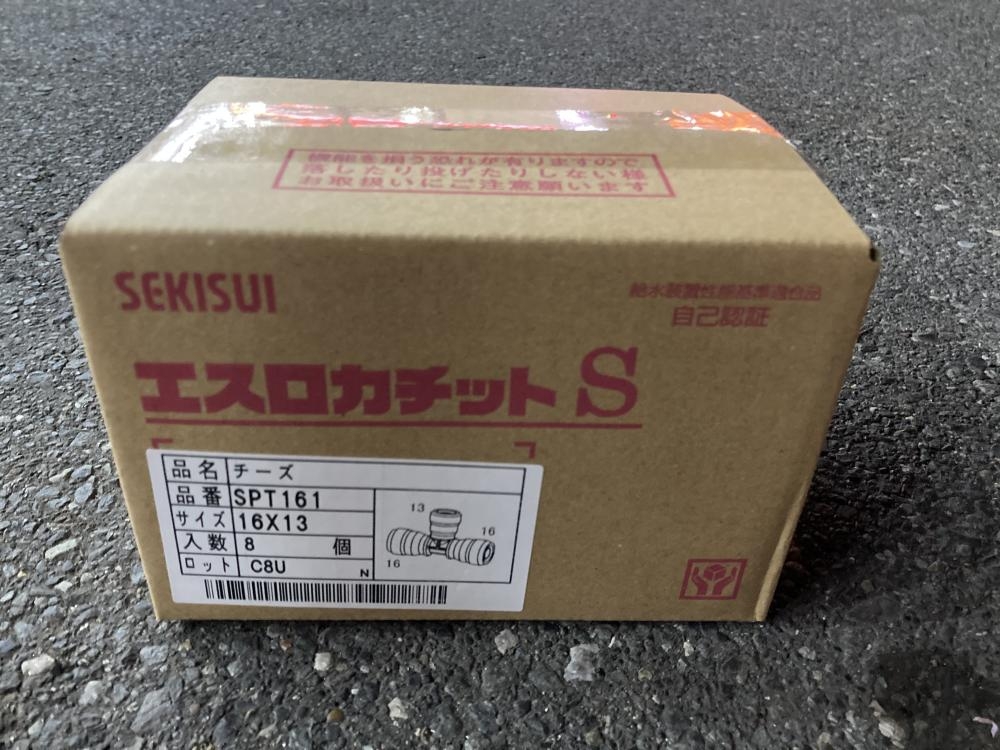 機能を損う恐れが有りますので
落したり投げたりしない様
お取扱いにご注意願います
SEKISUI
給水装置性能基準適合品
自己認証
エスロカチットS
品名 チーズ
品番 SPT161
サイズ 16X13
入数 8 個
ロット C8U N
13
16
16